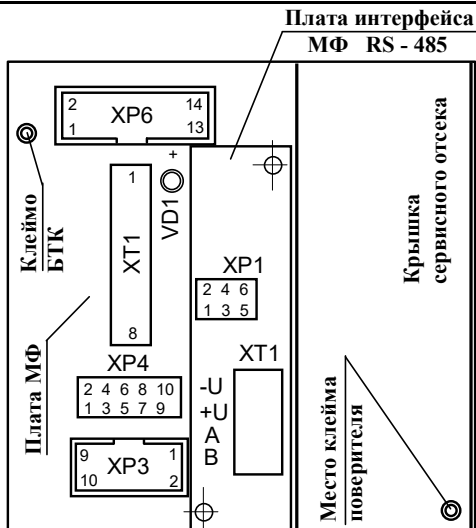 Плата интерфейса
МФ RS - 485
2 14
XP6
1 13
+
VD1
Клеймо
БТК
1
XT1
8
Плата МФ
XP1
2 4 6
1 3 5
XP4
2 4 6 8 10
1 3 5 7 9
XT1
-U
+U
A
B
9 1
XP3
10 2
Крышка
сервисного отсека
Место клейма
поверителя